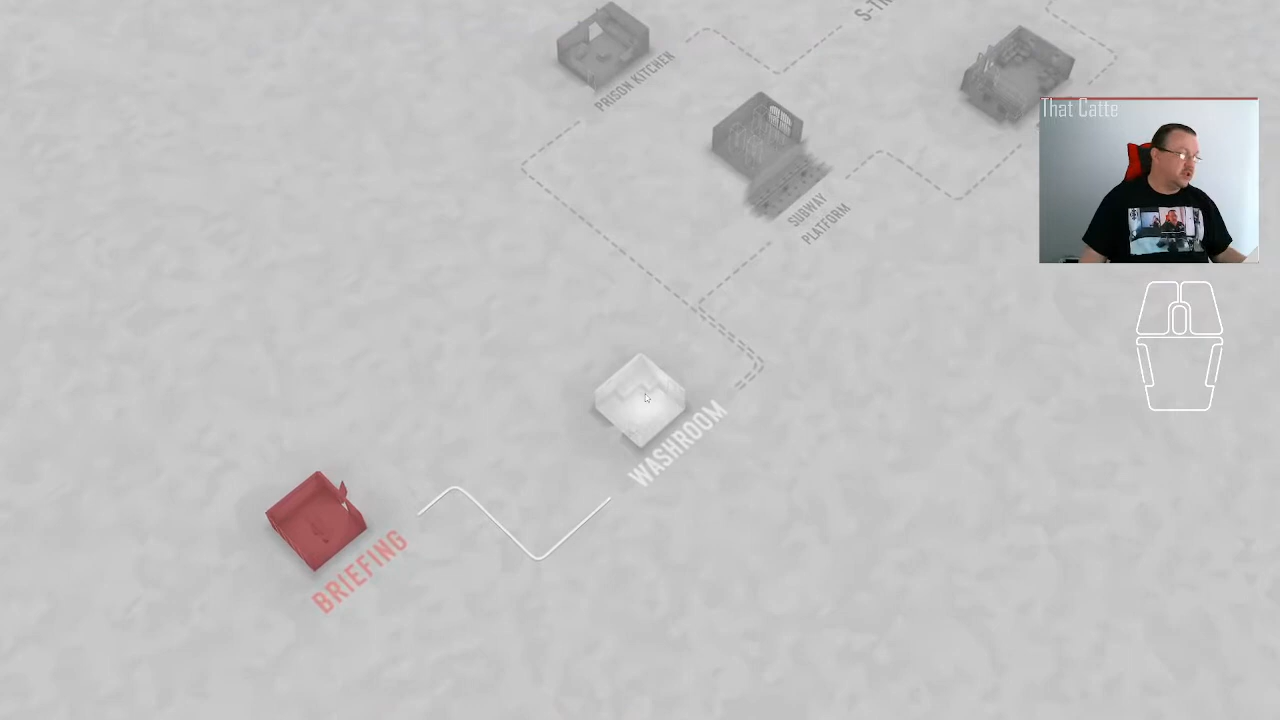 PRISON KITCHEN
SUBWAY
PLATFORM
That Catte
WASHROOM
BRIEFING